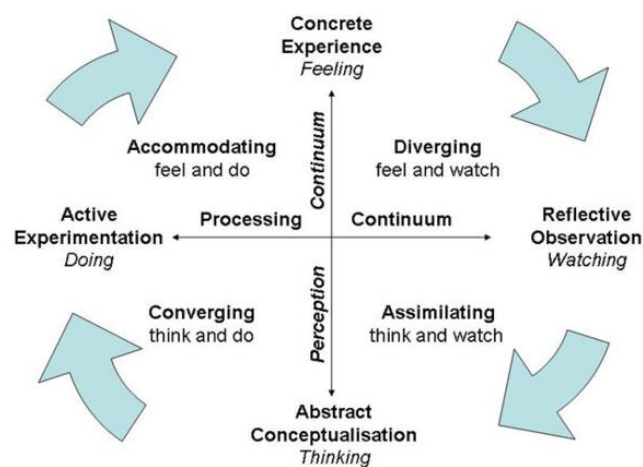 Concrete
Experience
Feeling
Accommodating
feel and do
Continuum
Diverging
feel and watch
Active
Experimentation
Doing
Processing
Continuum
Reflective
Observation
Watching
Converging
think and do
Perception
Assimilating
think and watch
Abstract
Conceptualisation
Thinking